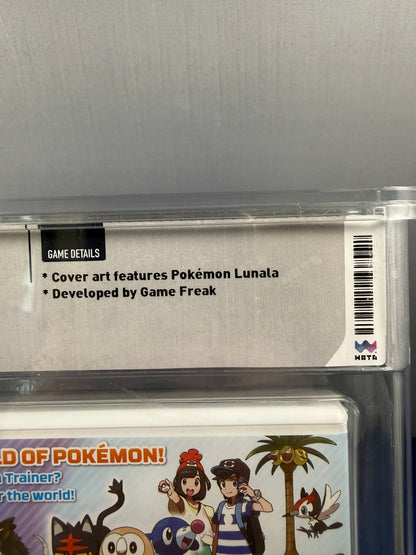 GAME DETAILS
* Cover art features Pokémon Lunala
* Developed by Game Freak
WATA
LD OF POKÉMON!
Trainer?
r the world!